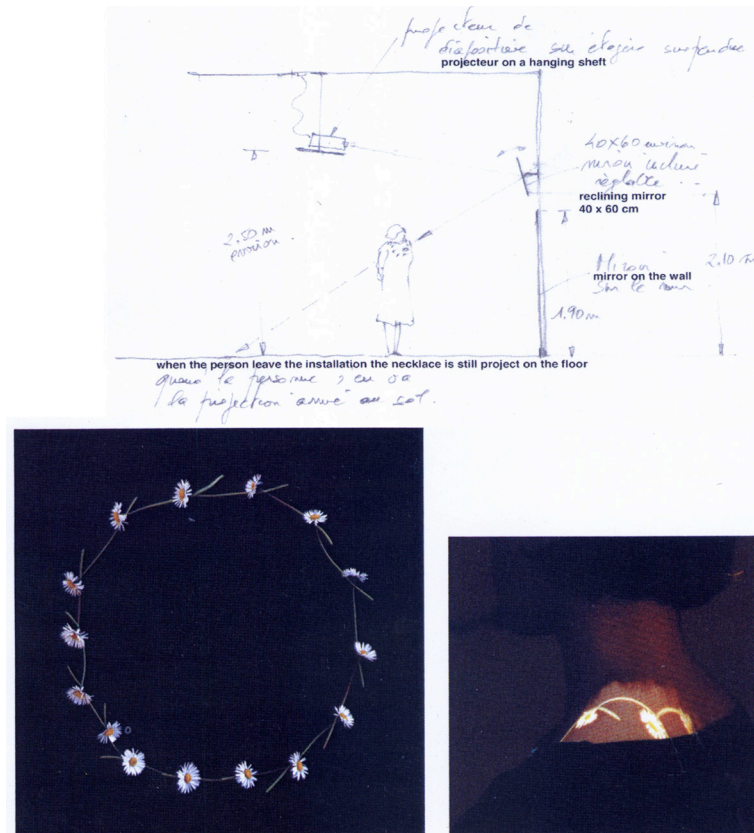 projecteur de
diapositive sur étagère suspendue
projecteur on a hanging sheft
40x60 environ
miroir incliné
réglable
reclining mirror
40 x 60 cm
2.50 m
environ
2.10 m
Miroir
mirror on the wall
sur le mur
1.90 m
when the person leave the installation the necklace is still project on the floor
quand la personne s'en va
la projection arrive au sol.